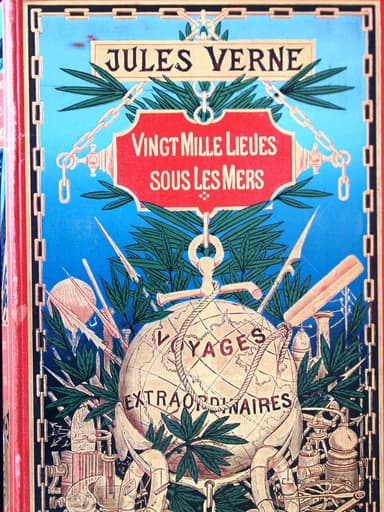 JULES VERNE
VINGT MILLE LIEUES
SOUS LES MERS
VOYAGES
EXTRAORDINAIRES